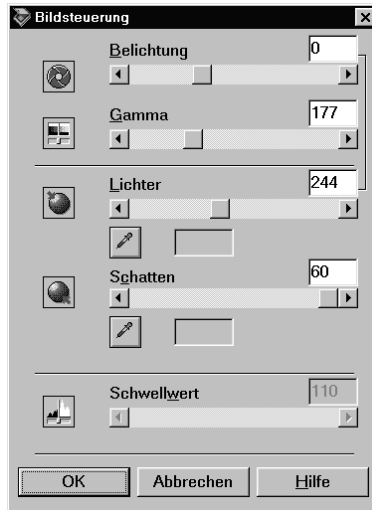 Bildsteuerung
Belichtung 0
Gamma 177
Lichter 244
Schatten 60
Schwellwert 110
OK Abbrechen Hilfe